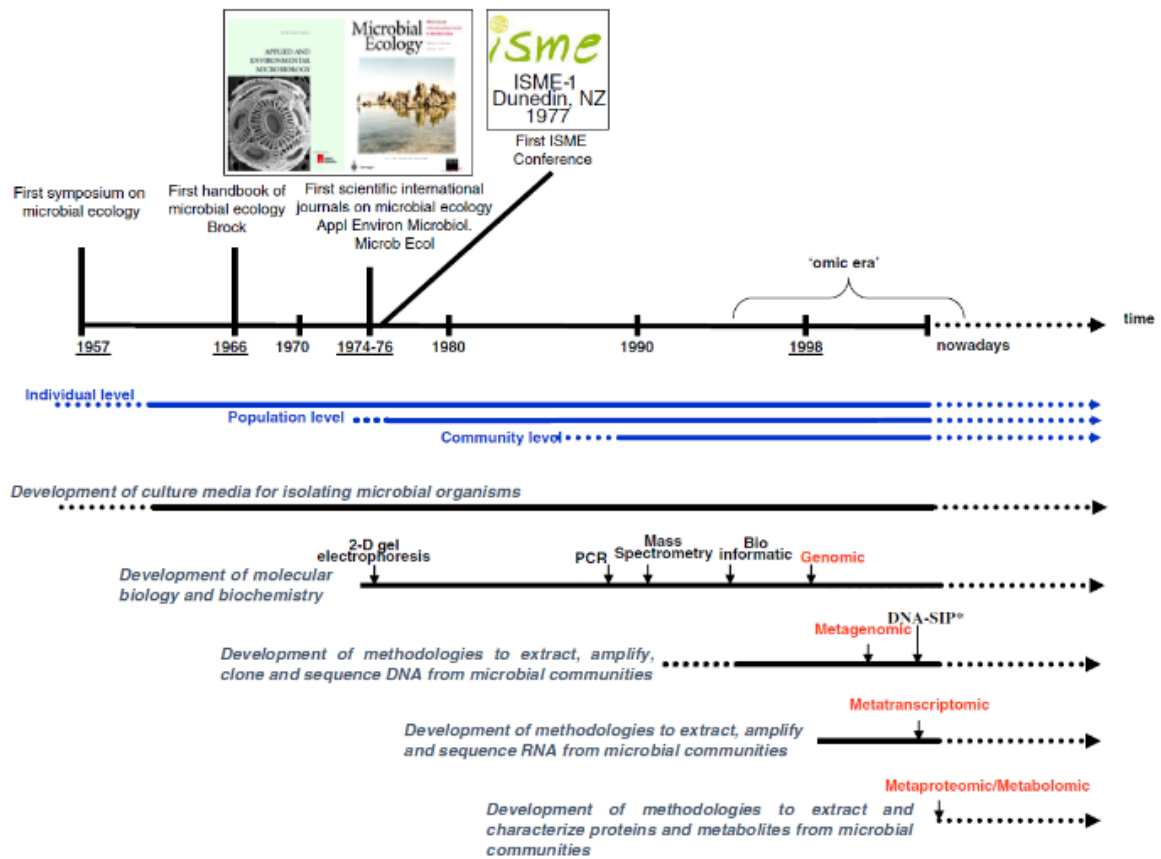 APPLIED AND
ENVIRONMENTAL
MICROBIOLOGY
Microbial
Ecology
isme
ISME-1
Dunedin, NZ
1977
First ISME
Conference
First symposium on
microbial ecology
First handbook of
microbial ecology
Brock
First scientific international
journals on microbial ecology
Appl Environ Microbiol.
Microb Ecol
'omic era'
time
1957
1966
1970
1974-76
1980
1990
1998
nowadays
Individual level
Population level
Community level
Development of culture media for isolating microbial organisms
2-D gel
electrophoresis
PCR
Mass
Spectrometry
Bio
informatic
Genomic
Development of molecular
biology and biochemistry
DNA-SIP*
Metagenomic
Development of methodologies to extract, amplify,
clone and sequence DNA from microbial communities
Metatranscriptomic
Development of methodologies to extract, amplify
and sequence RNA from microbial communities
Metaproteomic/Metabolomic
Development of methodologies to extract and
characterize proteins and metabolites from microbial
communities